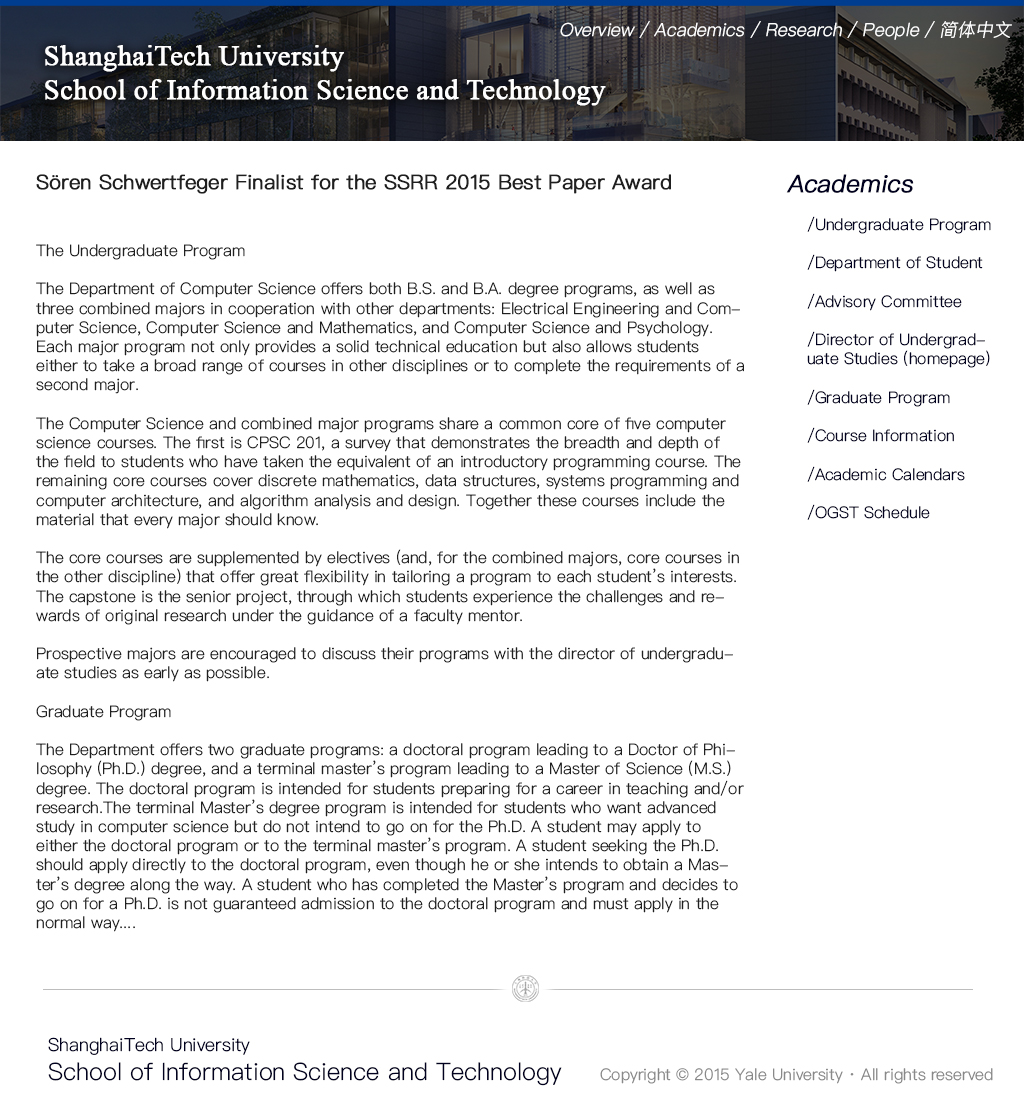 Overview / Academics / Research / People / 简体中文
ShanghaiTech University
School of Information Science and Technology
Sören Schwertfeger Finalist for the SSRR 2015 Best Paper Award
The Undergraduate Program
The Department of Computer Science offers both B.S. and B.A. degree programs, as well as
three combined majors in cooperation with other departments: Electrical Engineering and Com-
puter Science, Computer Science and Mathematics, and Computer Science and Psychology.
Each major program not only provides a solid technical education but also allows students
either to take a broad range of courses in other disciplines or to complete the requirements of a
second major.
The Computer Science and combined major programs share a common core of five computer
science courses. The first is CPSC 201, a survey that demonstrates the breadth and depth of
the field to students who have taken the equivalent of an introductory programming course. The
remaining core courses cover discrete mathematics, data structures, systems programming and
computer architecture, and algorithm analysis and design. Together these courses include the
material that every major should know.
The core courses are supplemented by electives (and, for the combined majors, core courses in
the other discipline) that offer great flexibility in tailoring a program to each student's interests.
The capstone is the senior project, through which students experience the challenges and re-
wards of original research under the guidance of a faculty mentor.
Prospective majors are encouraged to discuss their programs with the director of undergradu-
ate studies as early as possible.
Graduate Program
The Department offers two graduate programs: a doctoral program leading to a Doctor of Phi-
losophy (Ph.D.) degree, and a terminal master's program leading to a Master of Science (M.S.)
degree. The doctoral program is intended for students preparing for a career in teaching and/or
research.The terminal Master's degree program is intended for students who want advanced
study in computer science but do not intend to go on for the Ph.D. A student may apply to
either the doctoral program or to the terminal master's program. A student seeking the Ph.D.
should apply directly to the doctoral program, even though he or she intends to obtain a Mas-
ter's degree along the way. A student who has completed the Master's program and decides to
go on for a Ph.D. is not guaranteed admission to the doctoral program and must apply in the
normal way....
Academics
/Undergraduate Program
/Department of Student
/Advisory Committee
/Director of Undergrad-
uate Studies (homepage)
/Graduate Program
/Course Information
/Academic Calendars
/OGST Schedule
ShanghaiTech University
School of Information Science and Technology
Copyright © 2015 Yale University · All rights reserved